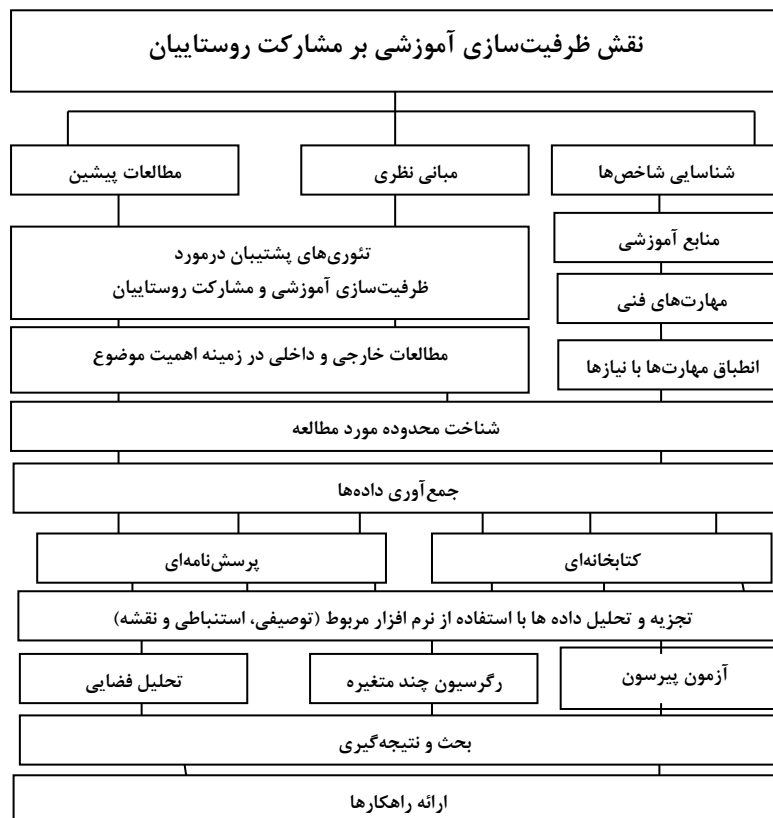 نقش ظرفیت‌سازی آموزشی بر مشارکت روستاییان
شناسایی شاخص‌ها
مبانی نظری
مطالعات پیشین
منابع آموزشی
تئوری‌های پشتیبان درمورد
ظرفیت‌سازی آموزشی و مشارکت روستاییان
مهارت‌های فنی
مطالعات خارجی و داخلی در زمینه اهمیت موضوع
انطباق مهارت‌ها با نیازها
شناخت محدوده مورد مطالعه
جمع‌آوری داده‌ها
کتابخانه‌ای
پرسش‌نامه‌ای
تجزیه و تحلیل داده ها با استفاده از نرم افزار مربوط (توصیفی، استنباطی و نقشه)
آزمون پیرسون
رگرسیون چند متغیره
تحلیل فضایی
بحث و نتیجه‌گیری
ارائه راهکارها